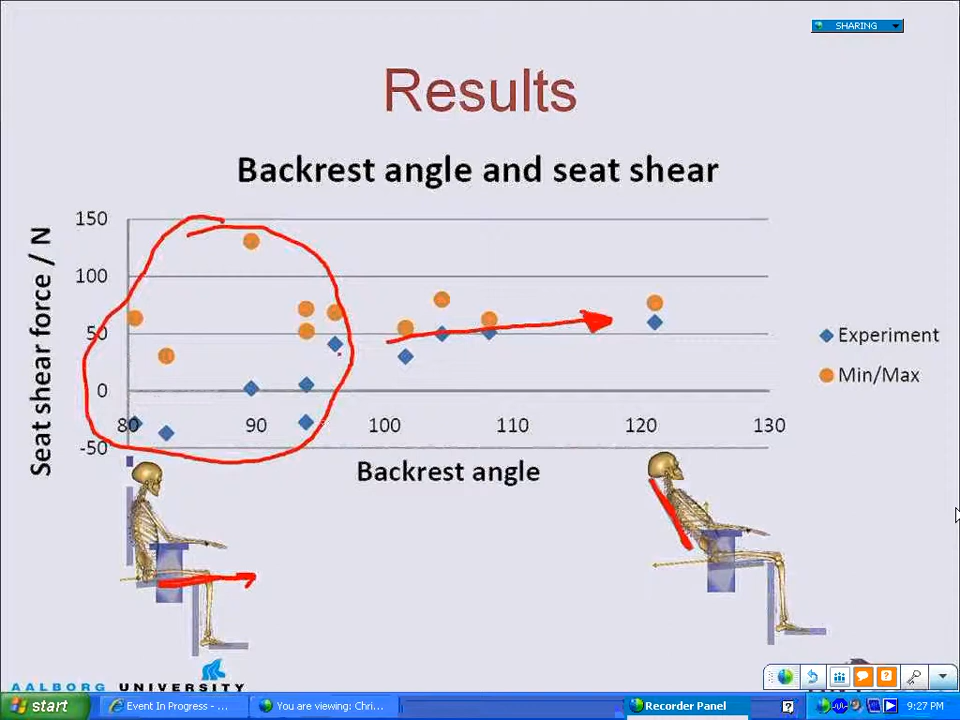 SHARING
Results
Backrest angle and seat shear
150
100
50
0
-50
Seat shear force / N
80 90 100 110 120 130
Backrest angle
Experiment
Min/Max
AALBORG UNIVERSITY
start
Event In Progress - ...
You are viewing: Chri...
Recorder Panel
9:27 PM